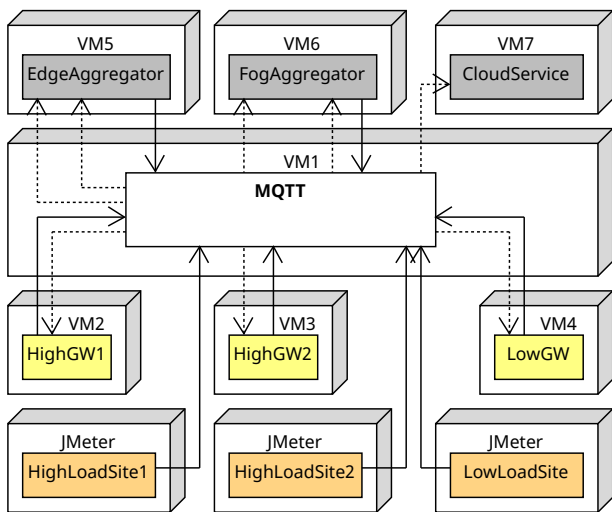 VM5
EdgeAggregator
VM6
FogAggregator
VM7
CloudService
VM1
MQTT
VM2
HighGW1
VM3
HighGW2
VM4
LowGW
JMeter
HighLoadSite1
JMeter
HighLoadSite2
JMeter
LowLoadSite